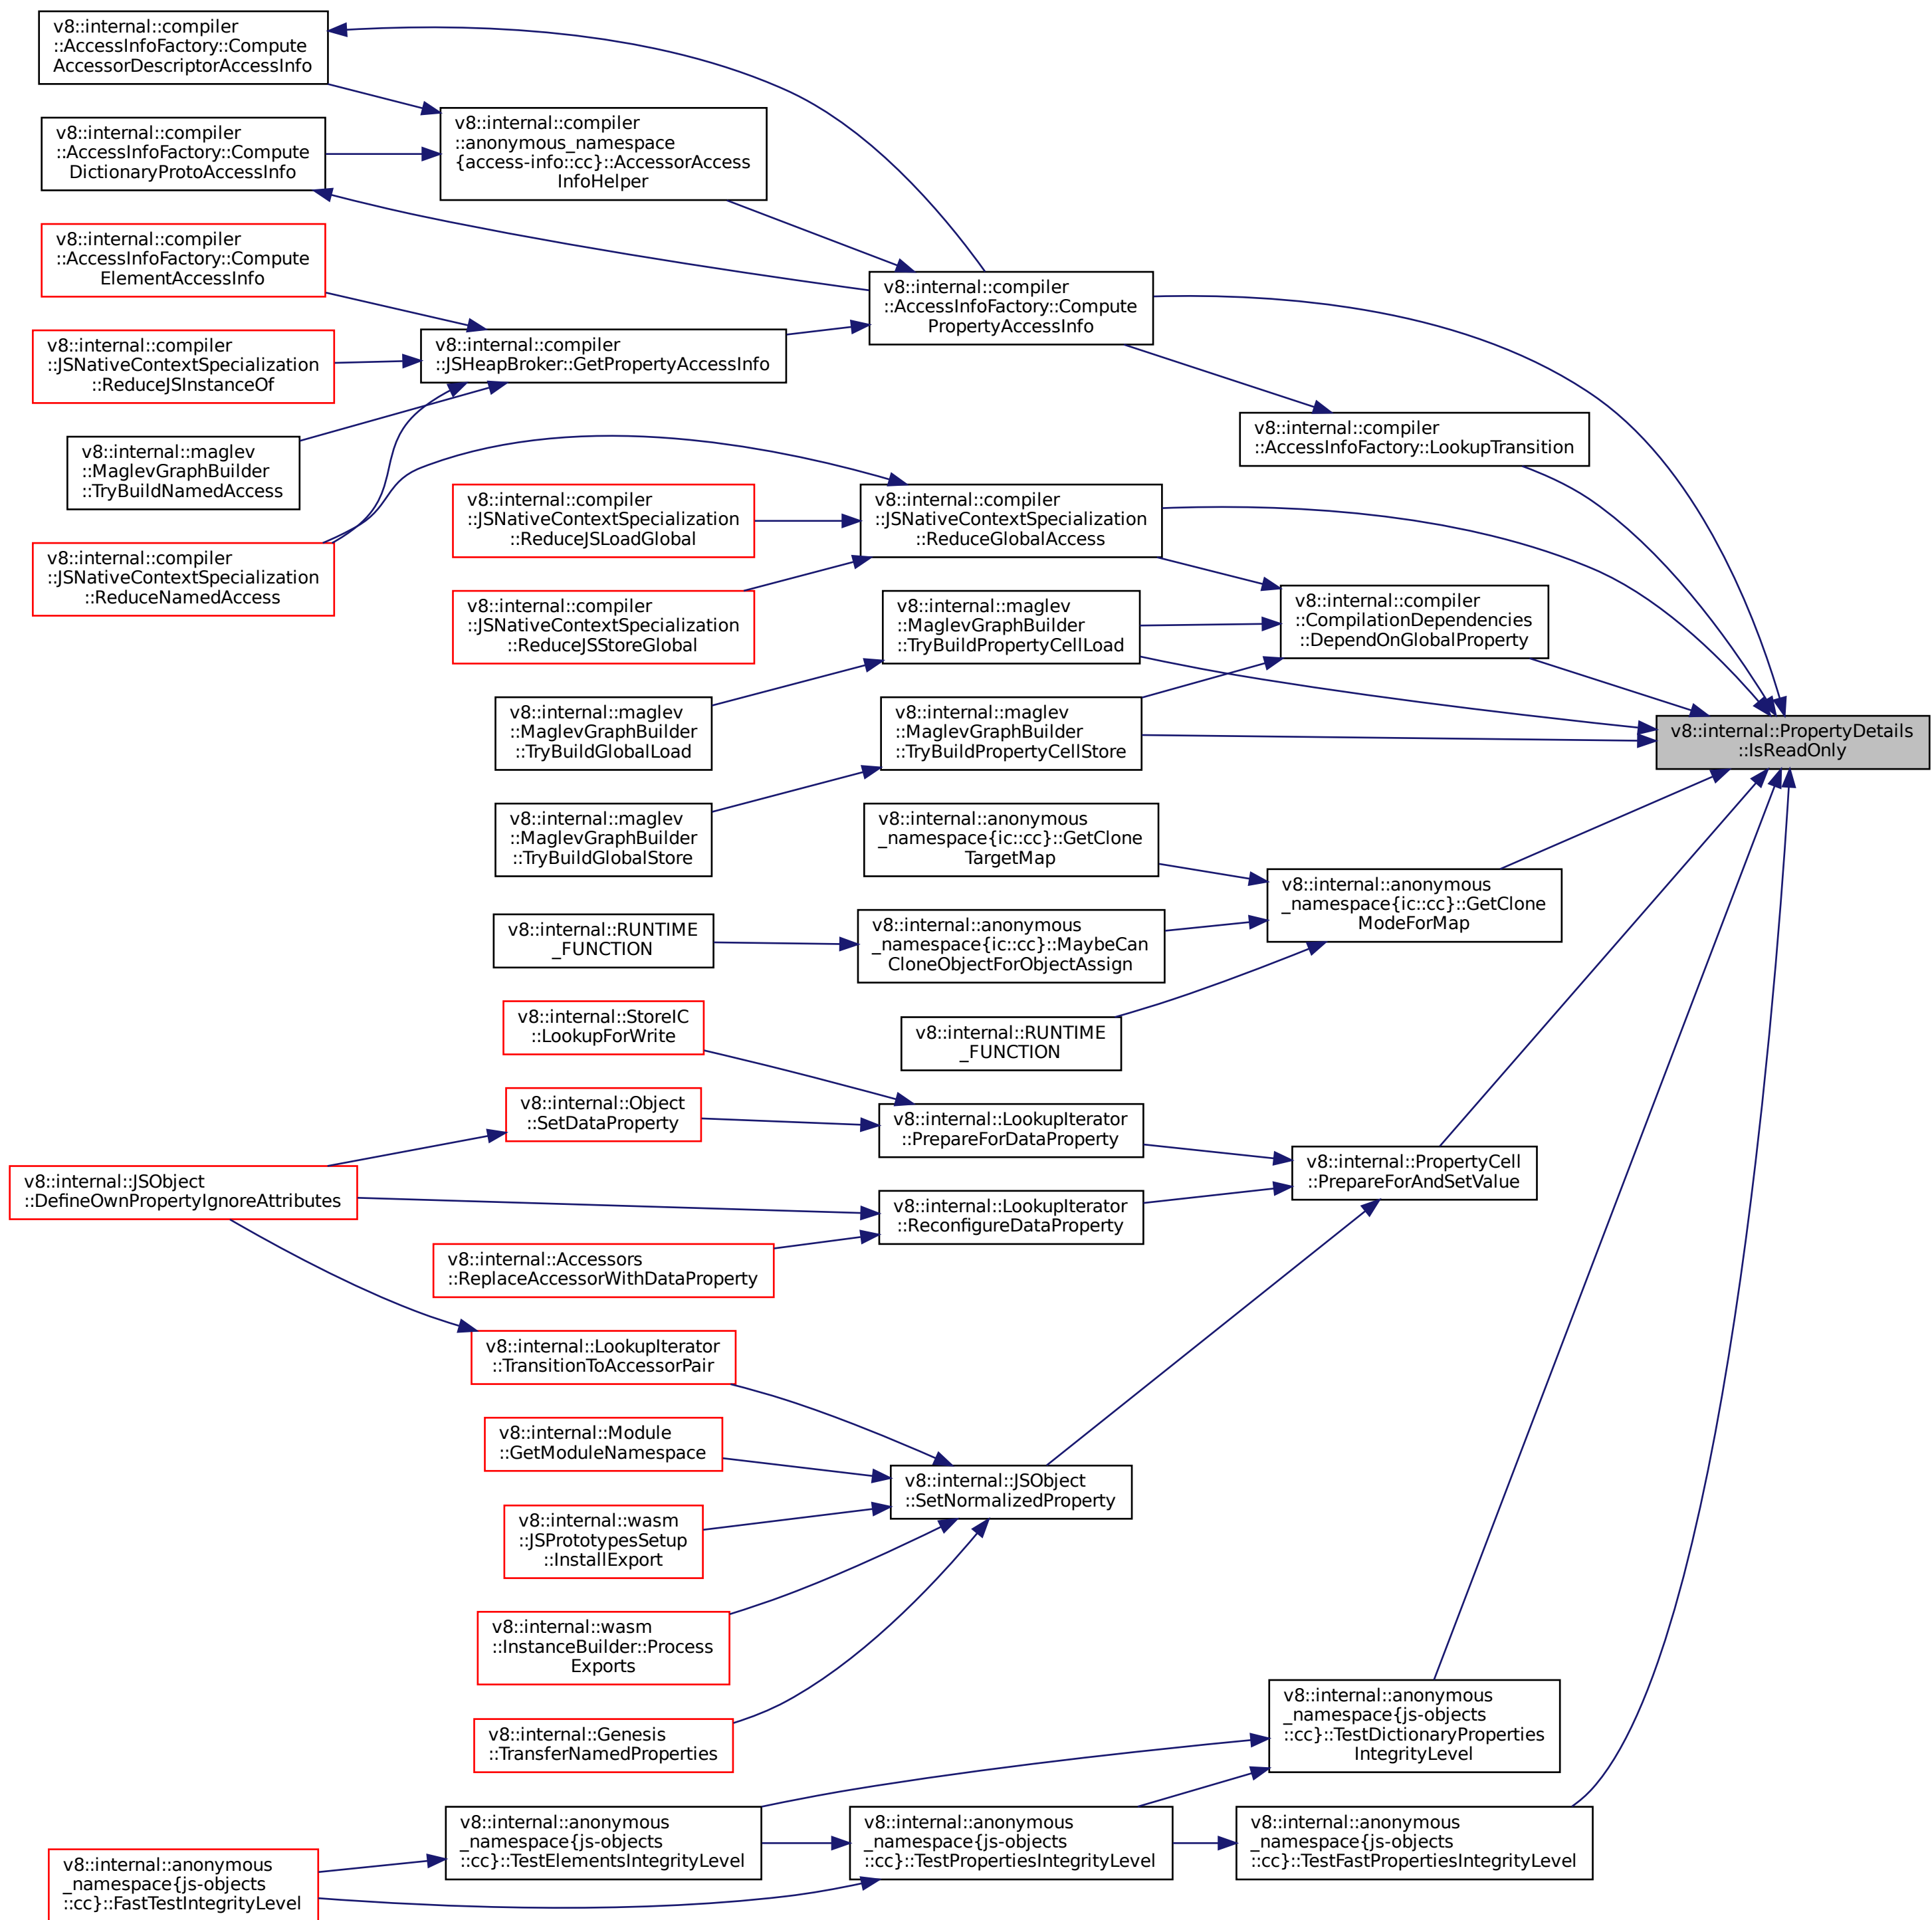 v8::internal::compiler
::AccessInfoFactory::Compute
AccessorDescriptorAccessInfo
v8::internal::compiler
::AccessInfoFactory::Compute
DictionaryProtoAccessInfo
v8::internal::compiler
::anonymous_namespace
{access-info::cc}::AccessorAccess
InfoHelper
v8::internal::compiler
::AccessInfoFactory::Compute
ElementAccessInfo
v8::internal::compiler
::AccessInfoFactory::Compute
PropertyAccessInfo
v8::internal::compiler
::JSNativeContextSpecialization
::ReduceJSInstanceOf
v8::internal::compiler
::JSHeapBroker::GetPropertyAccessInfo
v8::internal::compiler
::AccessInfoFactory::LookupTransition
v8::internal::maglev
::MaglevGraphBuilder
::TryBuildNamedAccess
v8::internal::compiler
::JSNativeContextSpecialization
::ReduceJSLoadGlobal
v8::internal::compiler
::JSNativeContextSpecialization
::ReduceGlobalAccess
v8::internal::compiler
::JSNativeContextSpecialization
::ReduceNamedAccess
v8::internal::compiler
::JSNativeContextSpecialization
::ReduceJSStoreGlobal
v8::internal::maglev
::MaglevGraphBuilder
::TryBuildPropertyCellLoad
v8::internal::compiler
::CompilationDependencies
::DependOnGlobalProperty
v8::internal::maglev
::MaglevGraphBuilder
::TryBuildGlobalLoad
v8::internal::maglev
::MaglevGraphBuilder
::TryBuildPropertyCellStore
v8::internal::PropertyDetails
::IsReadOnly
v8::internal::maglev
::MaglevGraphBuilder
::TryBuildGlobalStore
v8::internal::anonymous
_namespace{ic::cc}::GetClone
TargetMap
v8::internal::anonymous
_namespace{ic::cc}::GetClone
ModeForMap
v8::internal::RUNTIME
_FUNCTION
v8::internal::anonymous
_namespace{ic::cc}::MaybeCan
CloneObjectForObjectAssign
v8::internal::StoreIC
::LookupForWrite
v8::internal::RUNTIME
_FUNCTION
v8::internal::Object
::SetDataProperty
v8::internal::LookupIterator
::PrepareForDataProperty
v8::internal::PropertyCell
::PrepareForAndSetValue
v8::internal::JSObject
::DefineOwnPropertyIgnoreAttributes
v8::internal::LookupIterator
::ReconfigureDataProperty
v8::internal::Accessors
::ReplaceAccessorWithDataProperty
v8::internal::LookupIterator
::TransitionToAccessorPair
v8::internal::Module
::GetModuleNamespace
v8::internal::JSObject
::SetNormalizedProperty
v8::internal::wasm
::JSPrototypesSetup
::InstallExport
v8::internal::wasm
::InstanceBuilder::Process
Exports
v8::internal::Genesis
::TransferNamedProperties
v8::internal::anonymous
_namespace{js-objects
::cc}::TestDictionaryProperties
IntegrityLevel
v8::internal::anonymous
_namespace{js-objects
::cc}::TestElementsIntegrityLevel
v8::internal::anonymous
_namespace{js-objects
::cc}::TestPropertiesIntegrityLevel
v8::internal::anonymous
_namespace{js-objects
::cc}::TestFastPropertiesIntegrityLevel
v8::internal::anonymous
_namespace{js-objects
::cc}::FastTestIntegrityLevel